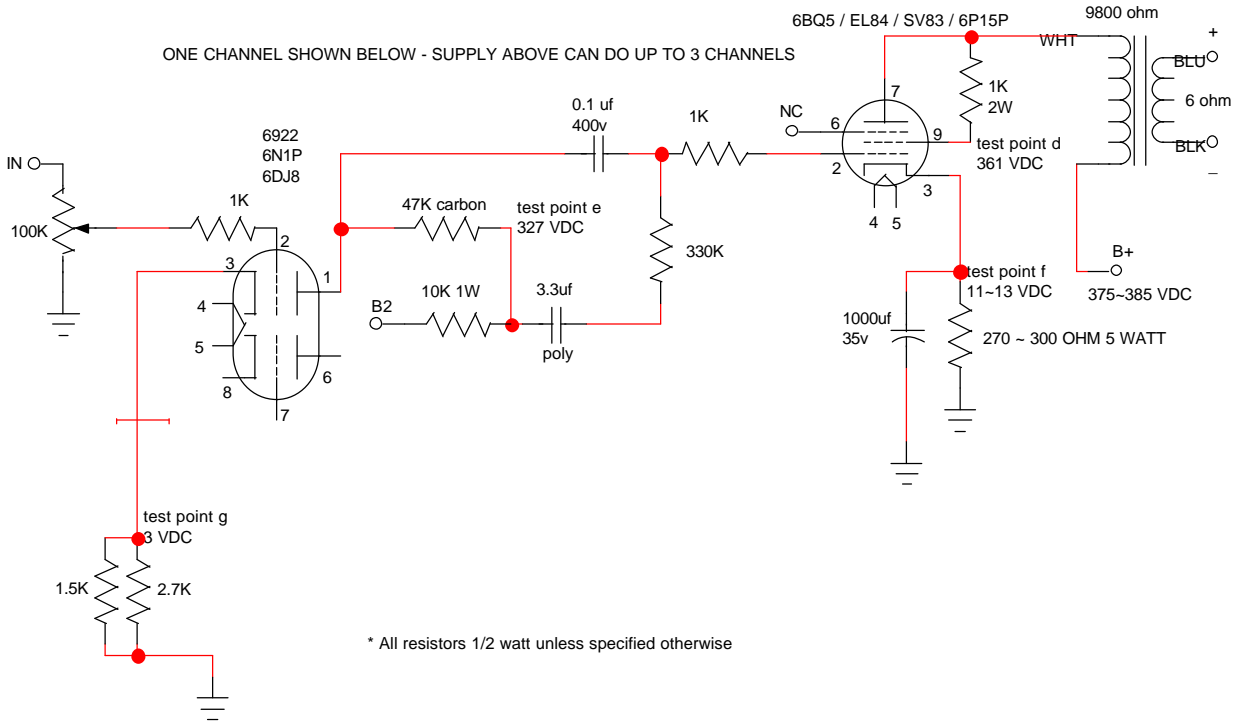 6BQ5 / EL84 / SV83 / 6P15P
9800 ohm
ONE CHANNEL SHOWN BELOW - SUPPLY ABOVE CAN DO UP TO 3 CHANNELS
WHT
+
BLU
6 ohm
BLK
_
7
1K
2W
0.1 uf
400v
1K
NC
6
9
2
3
4
5
test point d
361 VDC
6922
6N1P
6DJ8
IN
100K
1K
47K carbon
test point e
327 VDC
330K
2
3
1
4
5
6
8
7
B2
10K 1W
3.3uf
poly
test point f
11~13 VDC
B+
375~385 VDC
1000uf
35v
270 ~ 300 OHM 5 WATT
test point g
3 VDC
1.5K
2.7K
* All resistors 1/2 watt unless specified otherwise